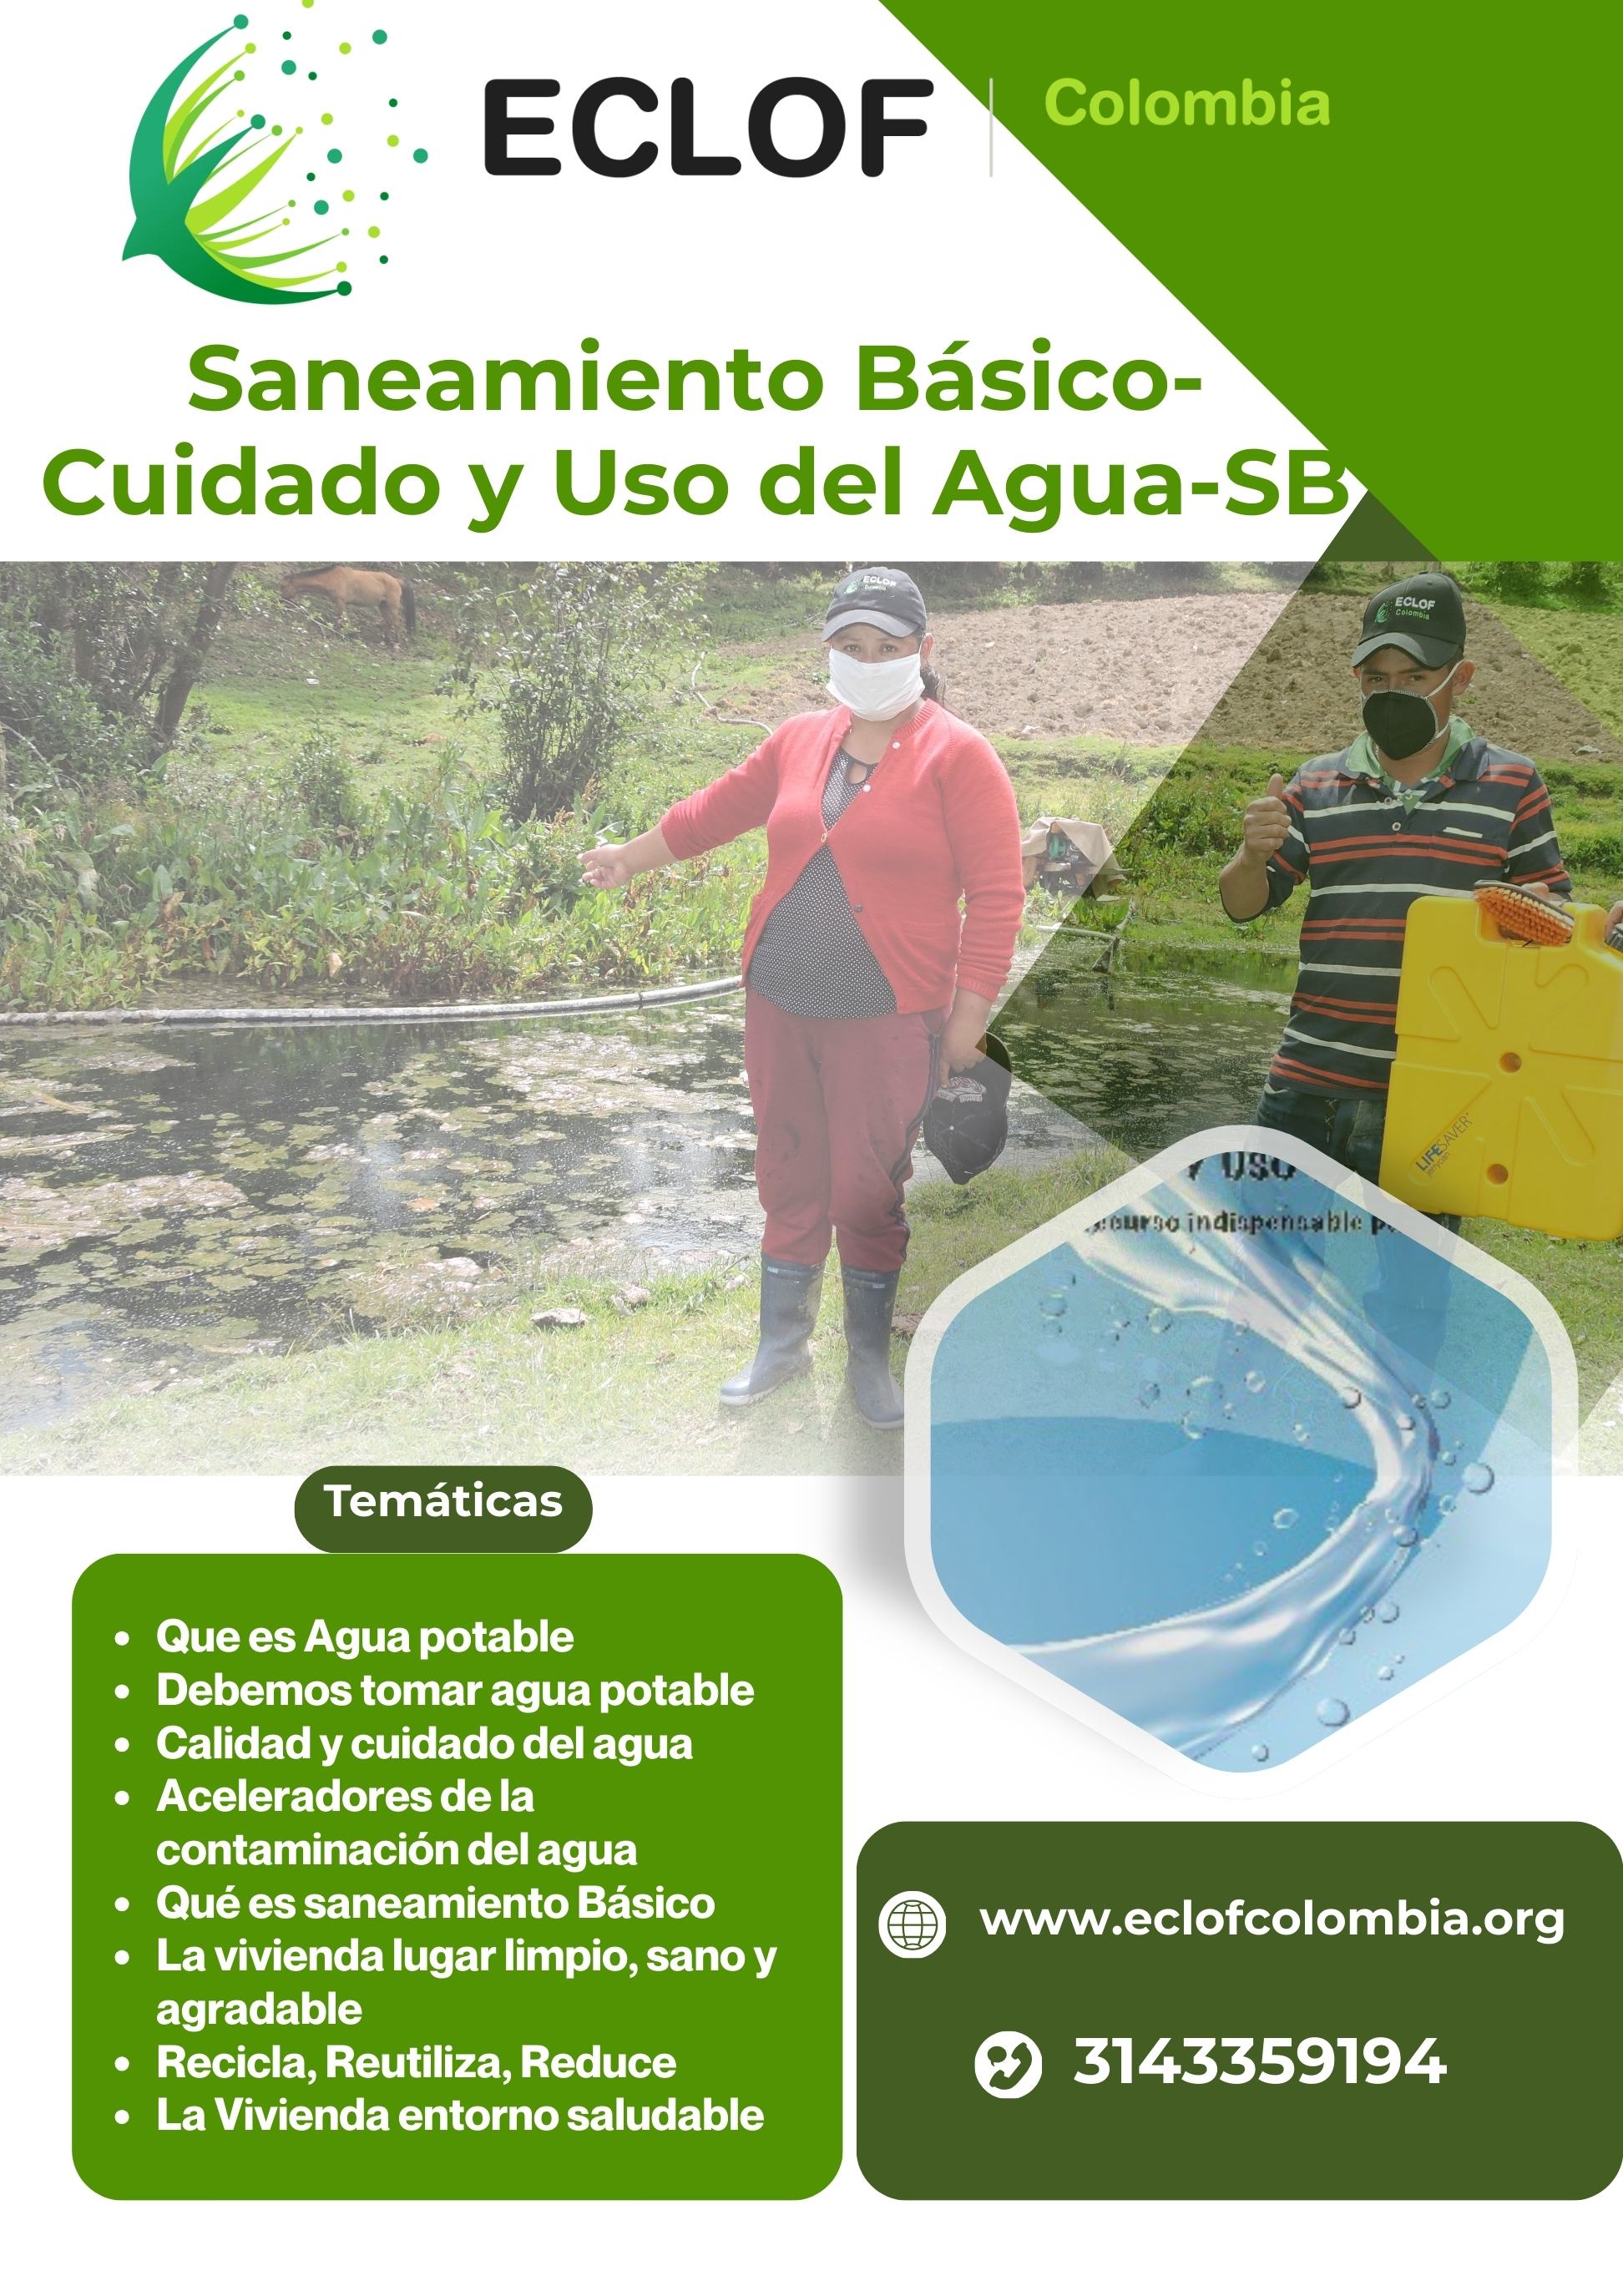 ECLOF Colombia
Saneamiento Básico-
Cuidado y Uso del Agua-SB
ECLOF
Colombia
ECLOF
Colombia
LIFESAVER
jerrycan
y uso
recurso indispensable p
Temáticas
• Que es Agua potable
• Debemos tomar agua potable
• Calidad y cuidado del agua
• Aceleradores de la
contaminación del agua
• Qué es saneamiento Básico
• La vivienda lugar limpio, sano y
agradable
• Recicla, Reutiliza, Reduce
• La Vivienda entorno saludable
www.eclofcolombia.org
3143359194